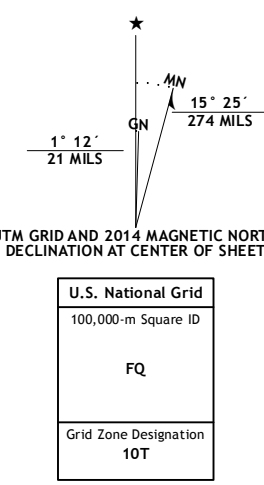 ★
MN
GN
15° 25´
274 MILS
1° 12´
21 MILS
UTM GRID AND 2014 MAGNETIC NORT
DECLINATION AT CENTER OF SHEET
U.S. National Grid
100,000-m Square ID
FQ
Grid Zone Designation
10T